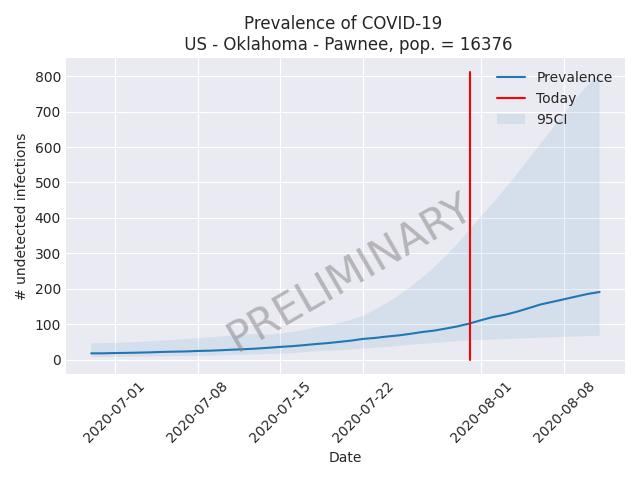 Prevalence of COVID-19
US - Oklahoma - Pawnee, pop. = 16376
800
700
600
500
400
300
200
100
0
# undetected infections
Prevalence
Today
95CI
PRELIMINARY
2020-07-01
2020-07-08
2020-07-15
2020-07-22
2020-08-01
2020-08-08
Date